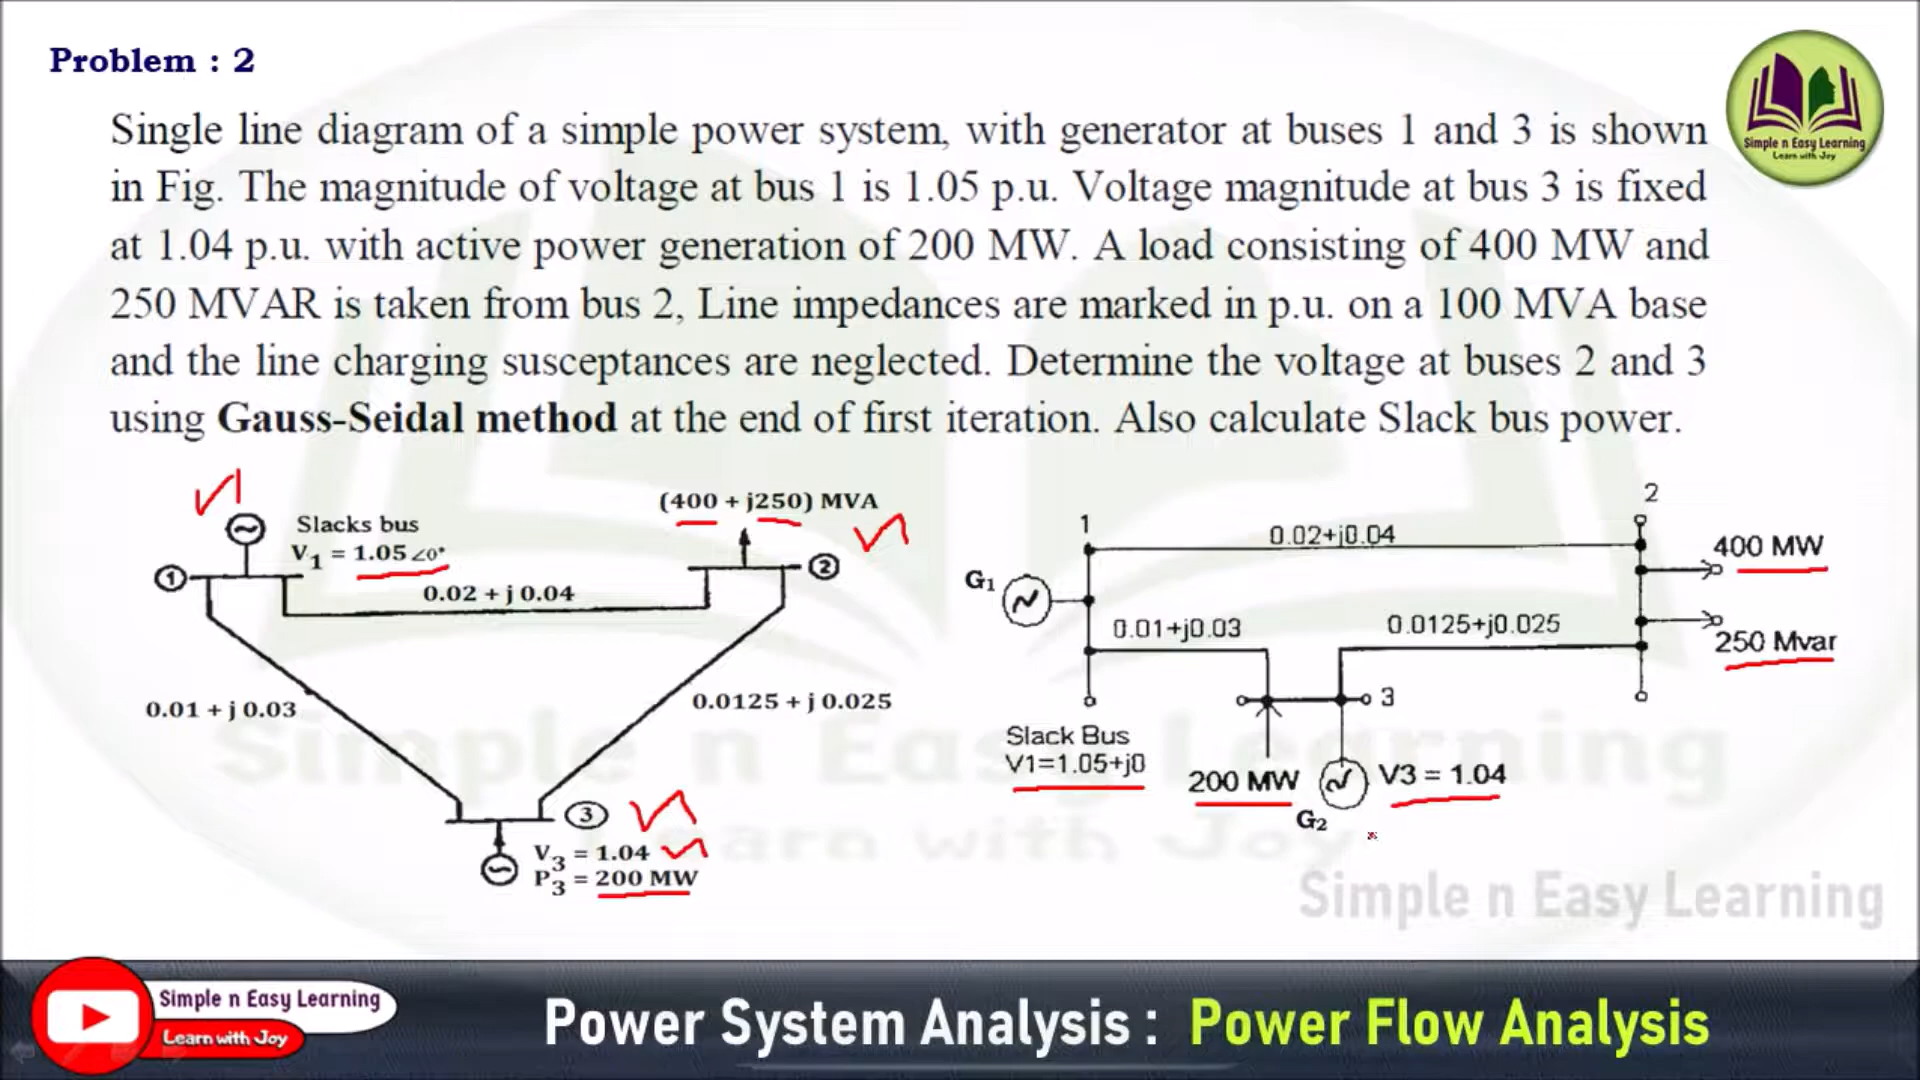 Problem : 2
Simple n Easy Learning
Learn with Joy
Single line diagram of a simple power system, with generator at buses 1 and 3 is shown
in Fig. The magnitude of voltage at bus 1 is 1.05 p.u. Voltage magnitude at bus 3 is fixed
at 1.04 p.u. with active power generation of 200 MW. A load consisting of 400 MW and
250 MVAR is taken from bus 2, Line impedances are marked in p.u. on a 100 MVA base
and the line charging susceptances are neglected. Determine the voltage at buses 2 and 3
using Gauss-Seidal method at the end of first iteration. Also calculate Slack bus power.
Slacks bus
V1 = 1.05 ∠0°
(400 + j250) MVA
1
2
0.02 + j 0.04
0.01 + j 0.03
0.0125 + j 0.025
3
V3 = 1.04
P3 = 200 MW
1
2
0.02+j0.04
400 MW
G1
0.01+j0.03
0.0125+j0.025
250 Mvar
3
Slack Bus
V1=1.05+j0
200 MW
V3 = 1.04
G2
Simple n Easy Learning
Learn with Joy
Simple n Easy Learning
Simple n Easy Learning
Learn with Joy
Power System Analysis : Power Flow Analysis